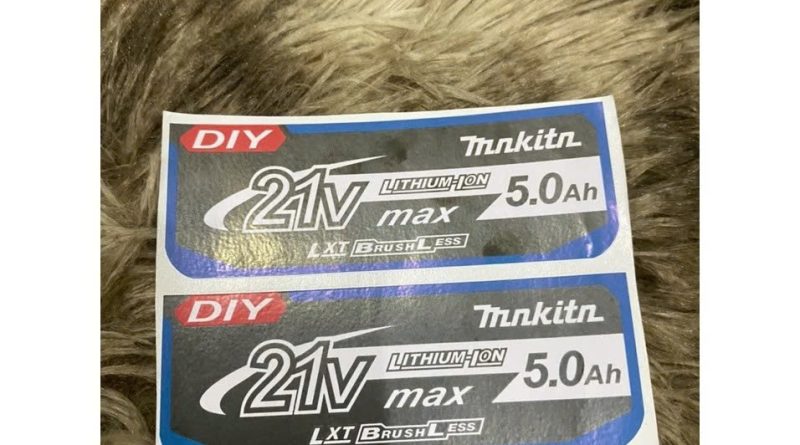 DIY mnkitn
21v LITHIUM-ION 5.0Ah
max
LXT BRUSHLESS
DIY mnkitn
21v LITHIUM-ION 5.0Ah
max
LXT BRUSHLESS